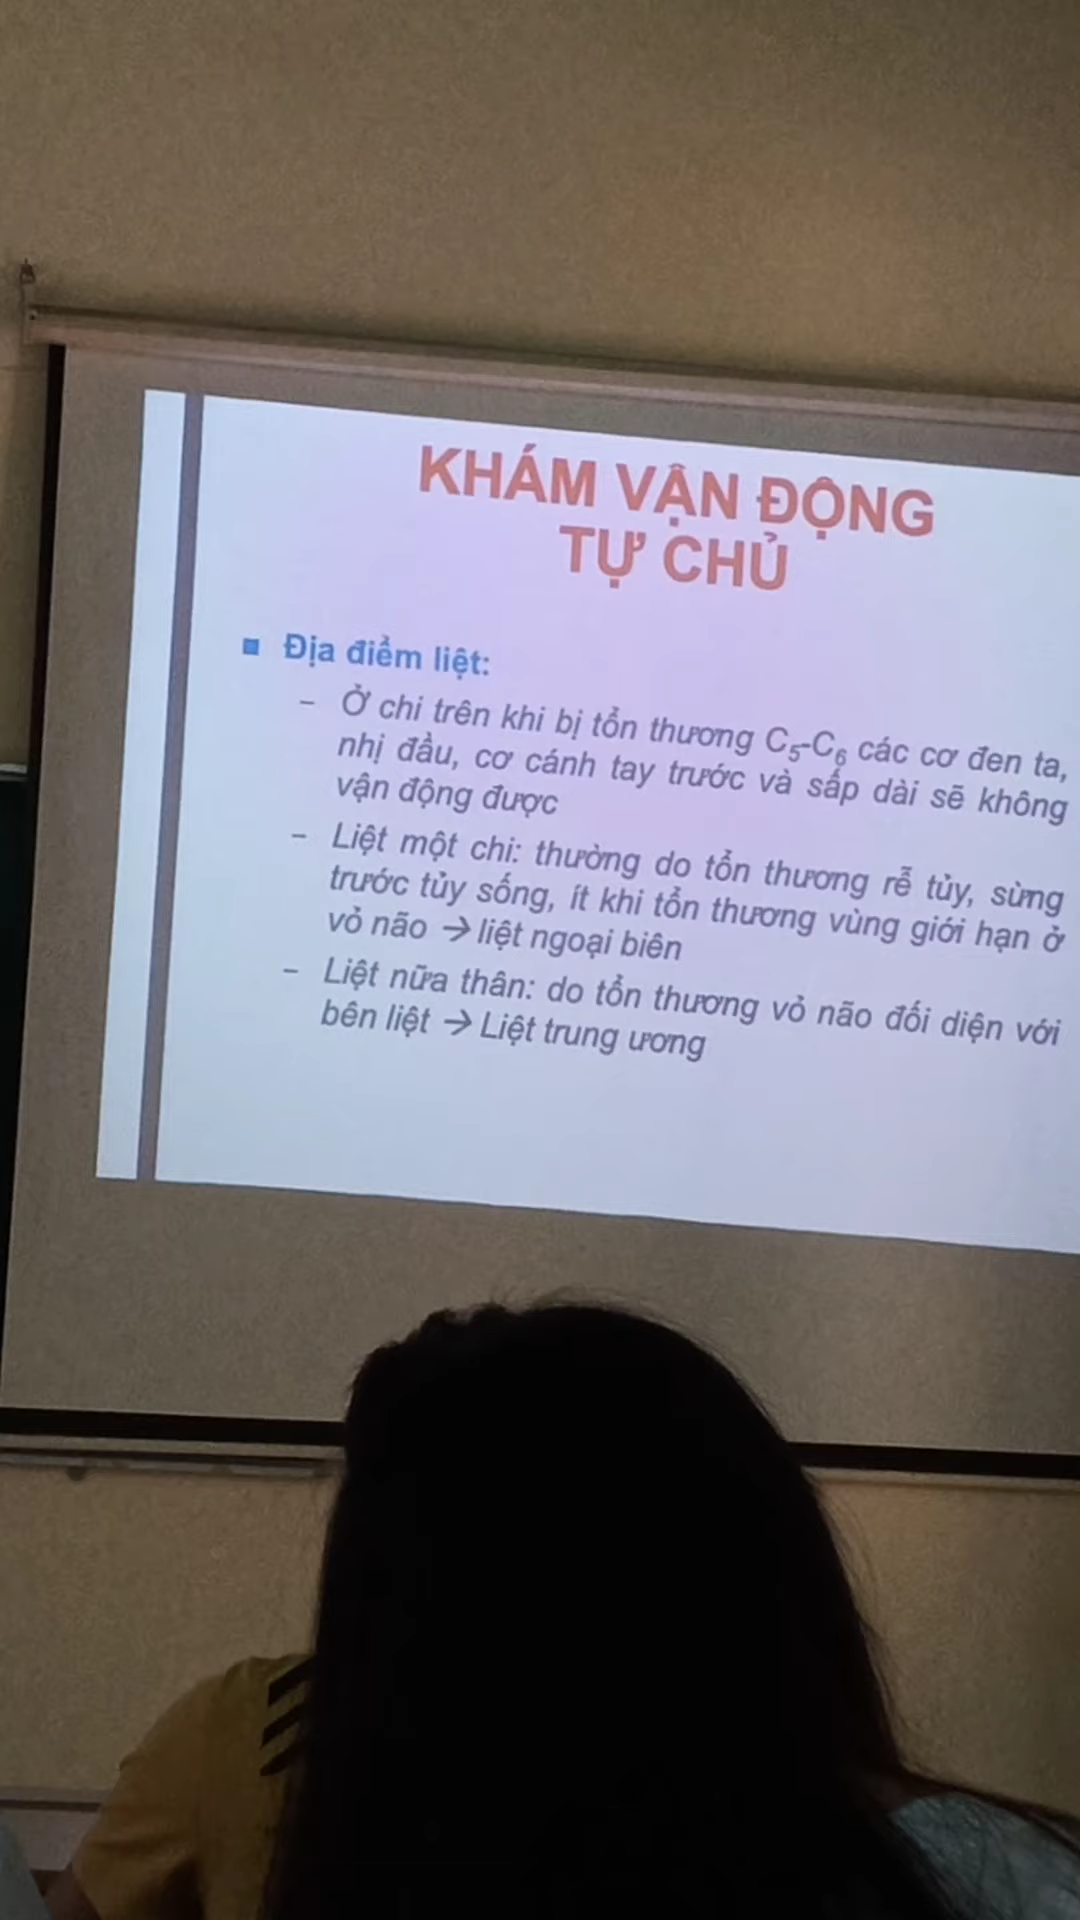 KHÁM VẬN ĐỘNG
TỰ CHỦ
Địa điểm liệt:
– Ở chi trên khi bị tổn thương C5-C6 các cơ đen ta,
nhị đầu, cơ cánh tay trước và sấp dài sẽ không
vận động được
– Liệt một chi: thường do tổn thương rễ tủy, sừng
trước tủy sống, ít khi tổn thương vùng giới hạn ở
vỏ não → liệt ngoại biên
– Liệt nữa thân: do tổn thương vỏ não đối diện với
bên liệt → Liệt trung ương